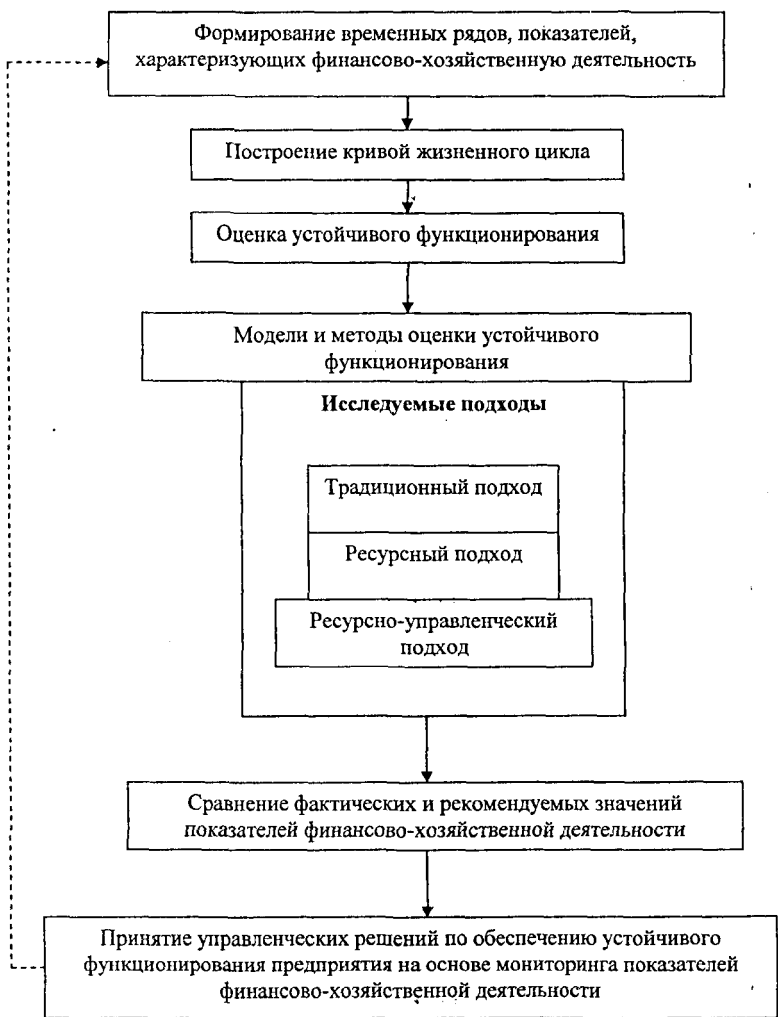 Формирование временных рядов, показателей,
характеризующих финансово-хозяйственную деятельность
Построение кривой жизненного цикла
Оценка устойчивого функционирования
Модели и методы оценки устойчивого
функционирования
Исследуемые подходы
Традиционный подход
Ресурсный подход
Ресурсно-управленческий
подход
Сравнение фактических и рекомендуемых значений
показателей финансово-хозяйственной деятельности
Принятие управленческих решений по обеспечению устойчивого
функционирования предприятия на основе мониторинга показателей
финансово-хозяйственной деятельности